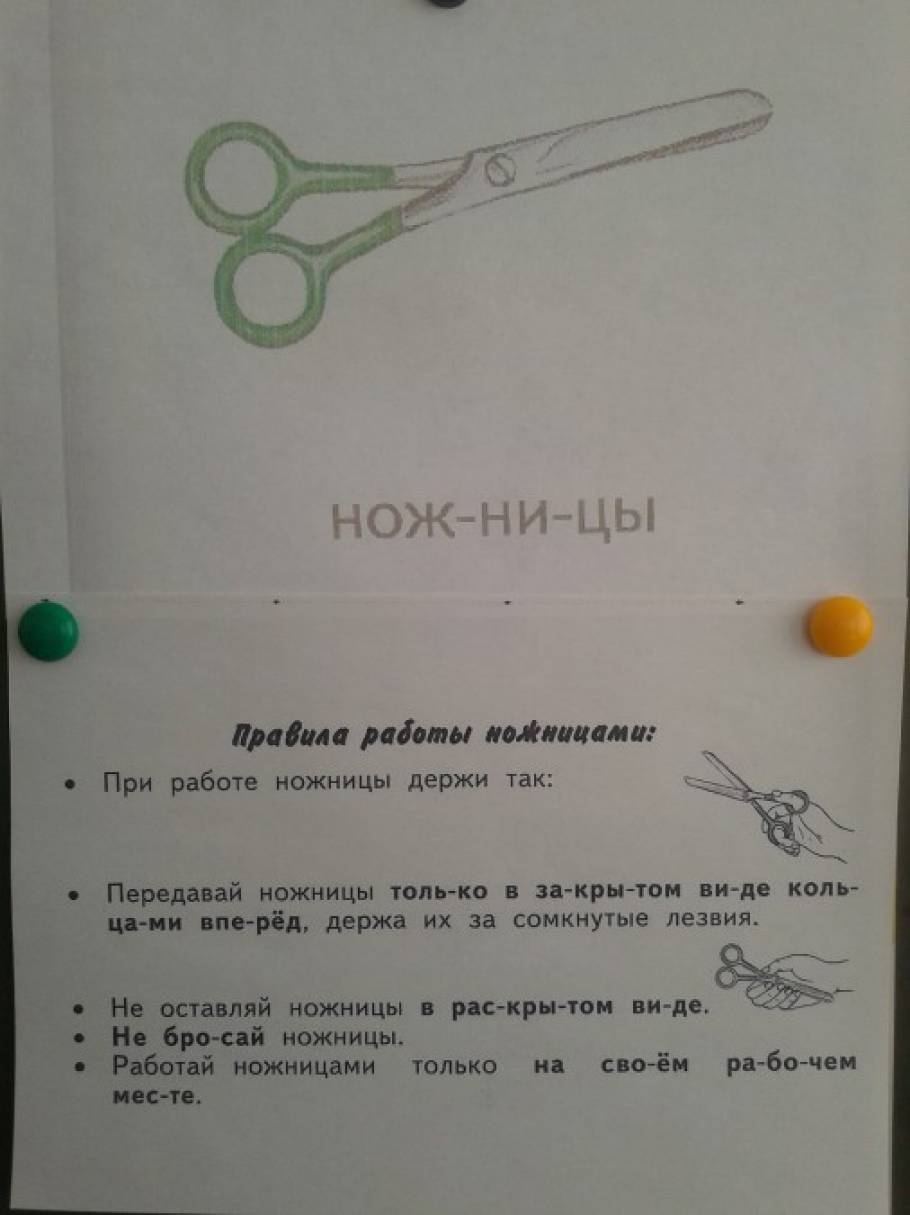 НОЖ-НИ-ЦЫ
Правила работы ножницами:
• При работе ножницы держи так:
• Передавай ножницы толь-ко в за-кры-том ви-де коль-
ца-ми впе-рёд, держа их за сомкнутые лезвия.
• Не оставляй ножницы в рас-кры-том ви-де.
• Не бро-сай ножницы.
• Работай ножницами только на сво-ём ра-бо-чем
мес-те.